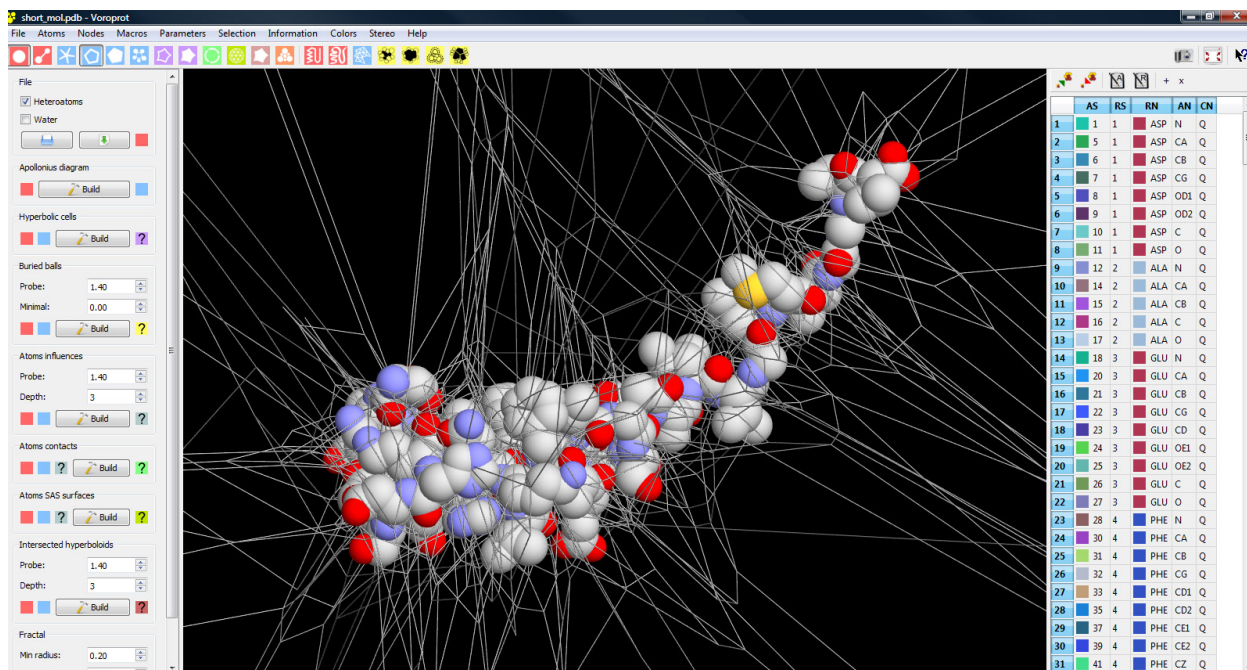 short_mol.pdb - Voroprot
File Atoms Nodes Macros Parameters Selection Information Colors Stereo Help
File
Heteroatoms
Water
Apollonius diagram
Build
Hyperbolic cells
Build ?
Buried balls
Probe: 1.40
Minimal: 0.00
Build ?
Atoms influences
Probe: 1.40
Depth: 3
Build ?
Atoms contacts
? Build ?
Atoms SAS surfaces
? Build ?
Intersected hyperboloids
Probe: 1.40
Depth: 3
Build ?
Fractal
Min radius: 0.20
A R + x
AS RS RN AN CN
1 1 1 ASP N Q
2 5 1 ASP CA Q
3 6 1 ASP CB Q
4 7 1 ASP CG Q
5 8 1 ASP OD1 Q
6 9 1 ASP OD2 Q
7 10 1 ASP C Q
8 11 1 ASP O Q
9 12 2 ALA N Q
10 14 2 ALA CA Q
11 15 2 ALA CB Q
12 16 2 ALA C Q
13 17 2 ALA O Q
14 18 3 GLU N Q
15 20 3 GLU CA Q
16 21 3 GLU CB Q
17 22 3 GLU CG Q
18 23 3 GLU CD Q
19 24 3 GLU OE1 Q
20 25 3 GLU OE2 Q
21 26 3 GLU C Q
22 27 3 GLU O Q
23 28 4 PHE N Q
24 30 4 PHE CA Q
25 31 4 PHE CB Q
26 32 4 PHE CG Q
27 33 4 PHE CD1 Q
28 35 4 PHE CD2 Q
29 37 4 PHE CE1 Q
30 39 4 PHE CE2 Q
31 41 4 PHE CZ Q